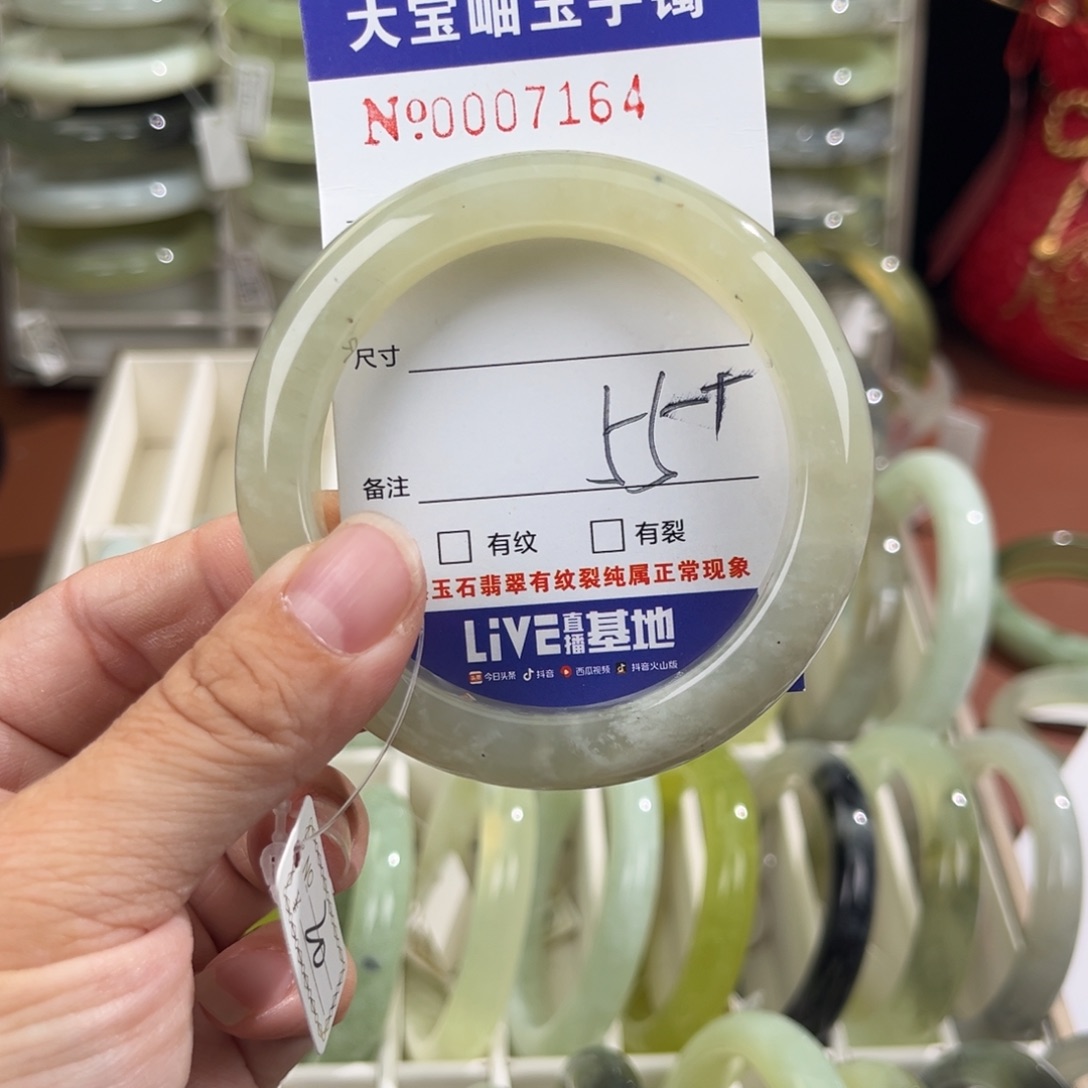 大宝岫玉手镯
№0007164
尺寸
55
备注
□ 有纹 □ 有裂
玉石翡翠有纹裂纯属正常现象
LiVE直播基地
今日头条 抖音 西瓜视频 抖音火山版